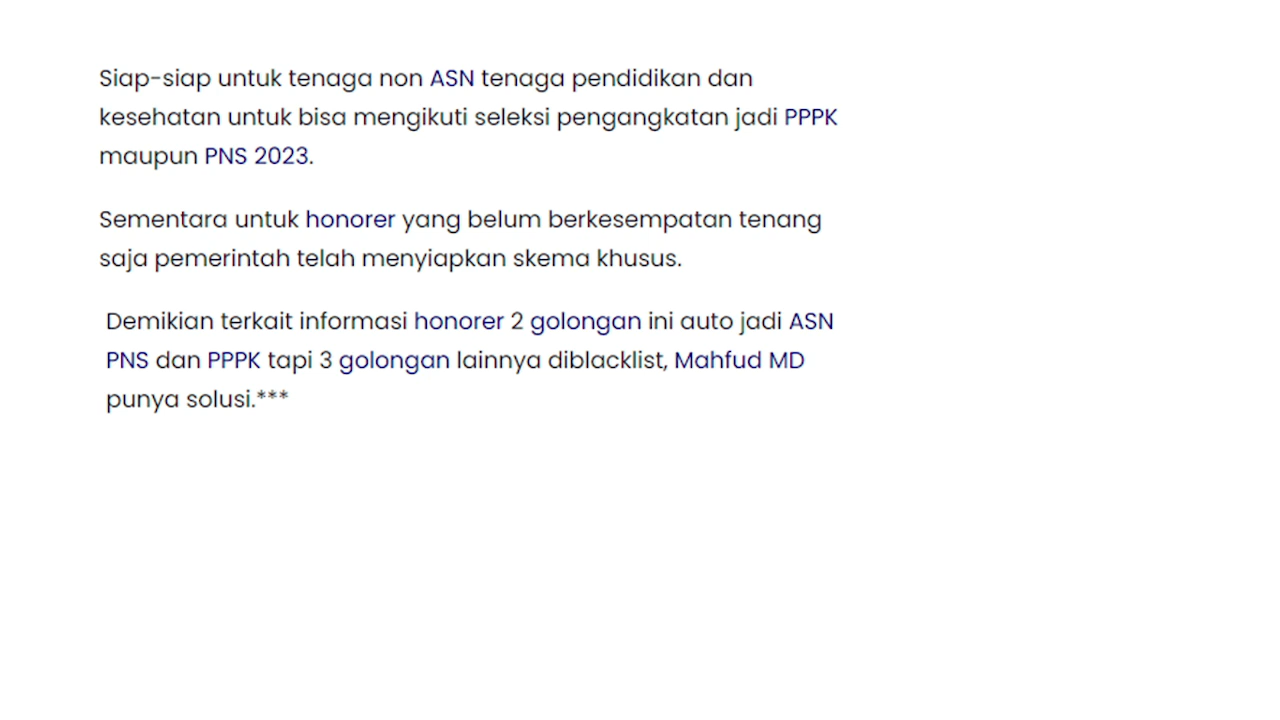 Siap-siap untuk tenaga non ASN tenaga pendidikan dan
kesehatan untuk bisa mengikuti seleksi pengangkatan jadi PPPK
maupun PNS 2023.
Sementara untuk honorer yang belum berkesempatan tenang
saja pemerintah telah menyiapkan skema khusus.
Demikian terkait informasi honorer 2 golongan ini auto jadi ASN
PNS dan PPPK tapi 3 golongan lainnya diblacklist, Mahfud MD
punya solusi.***